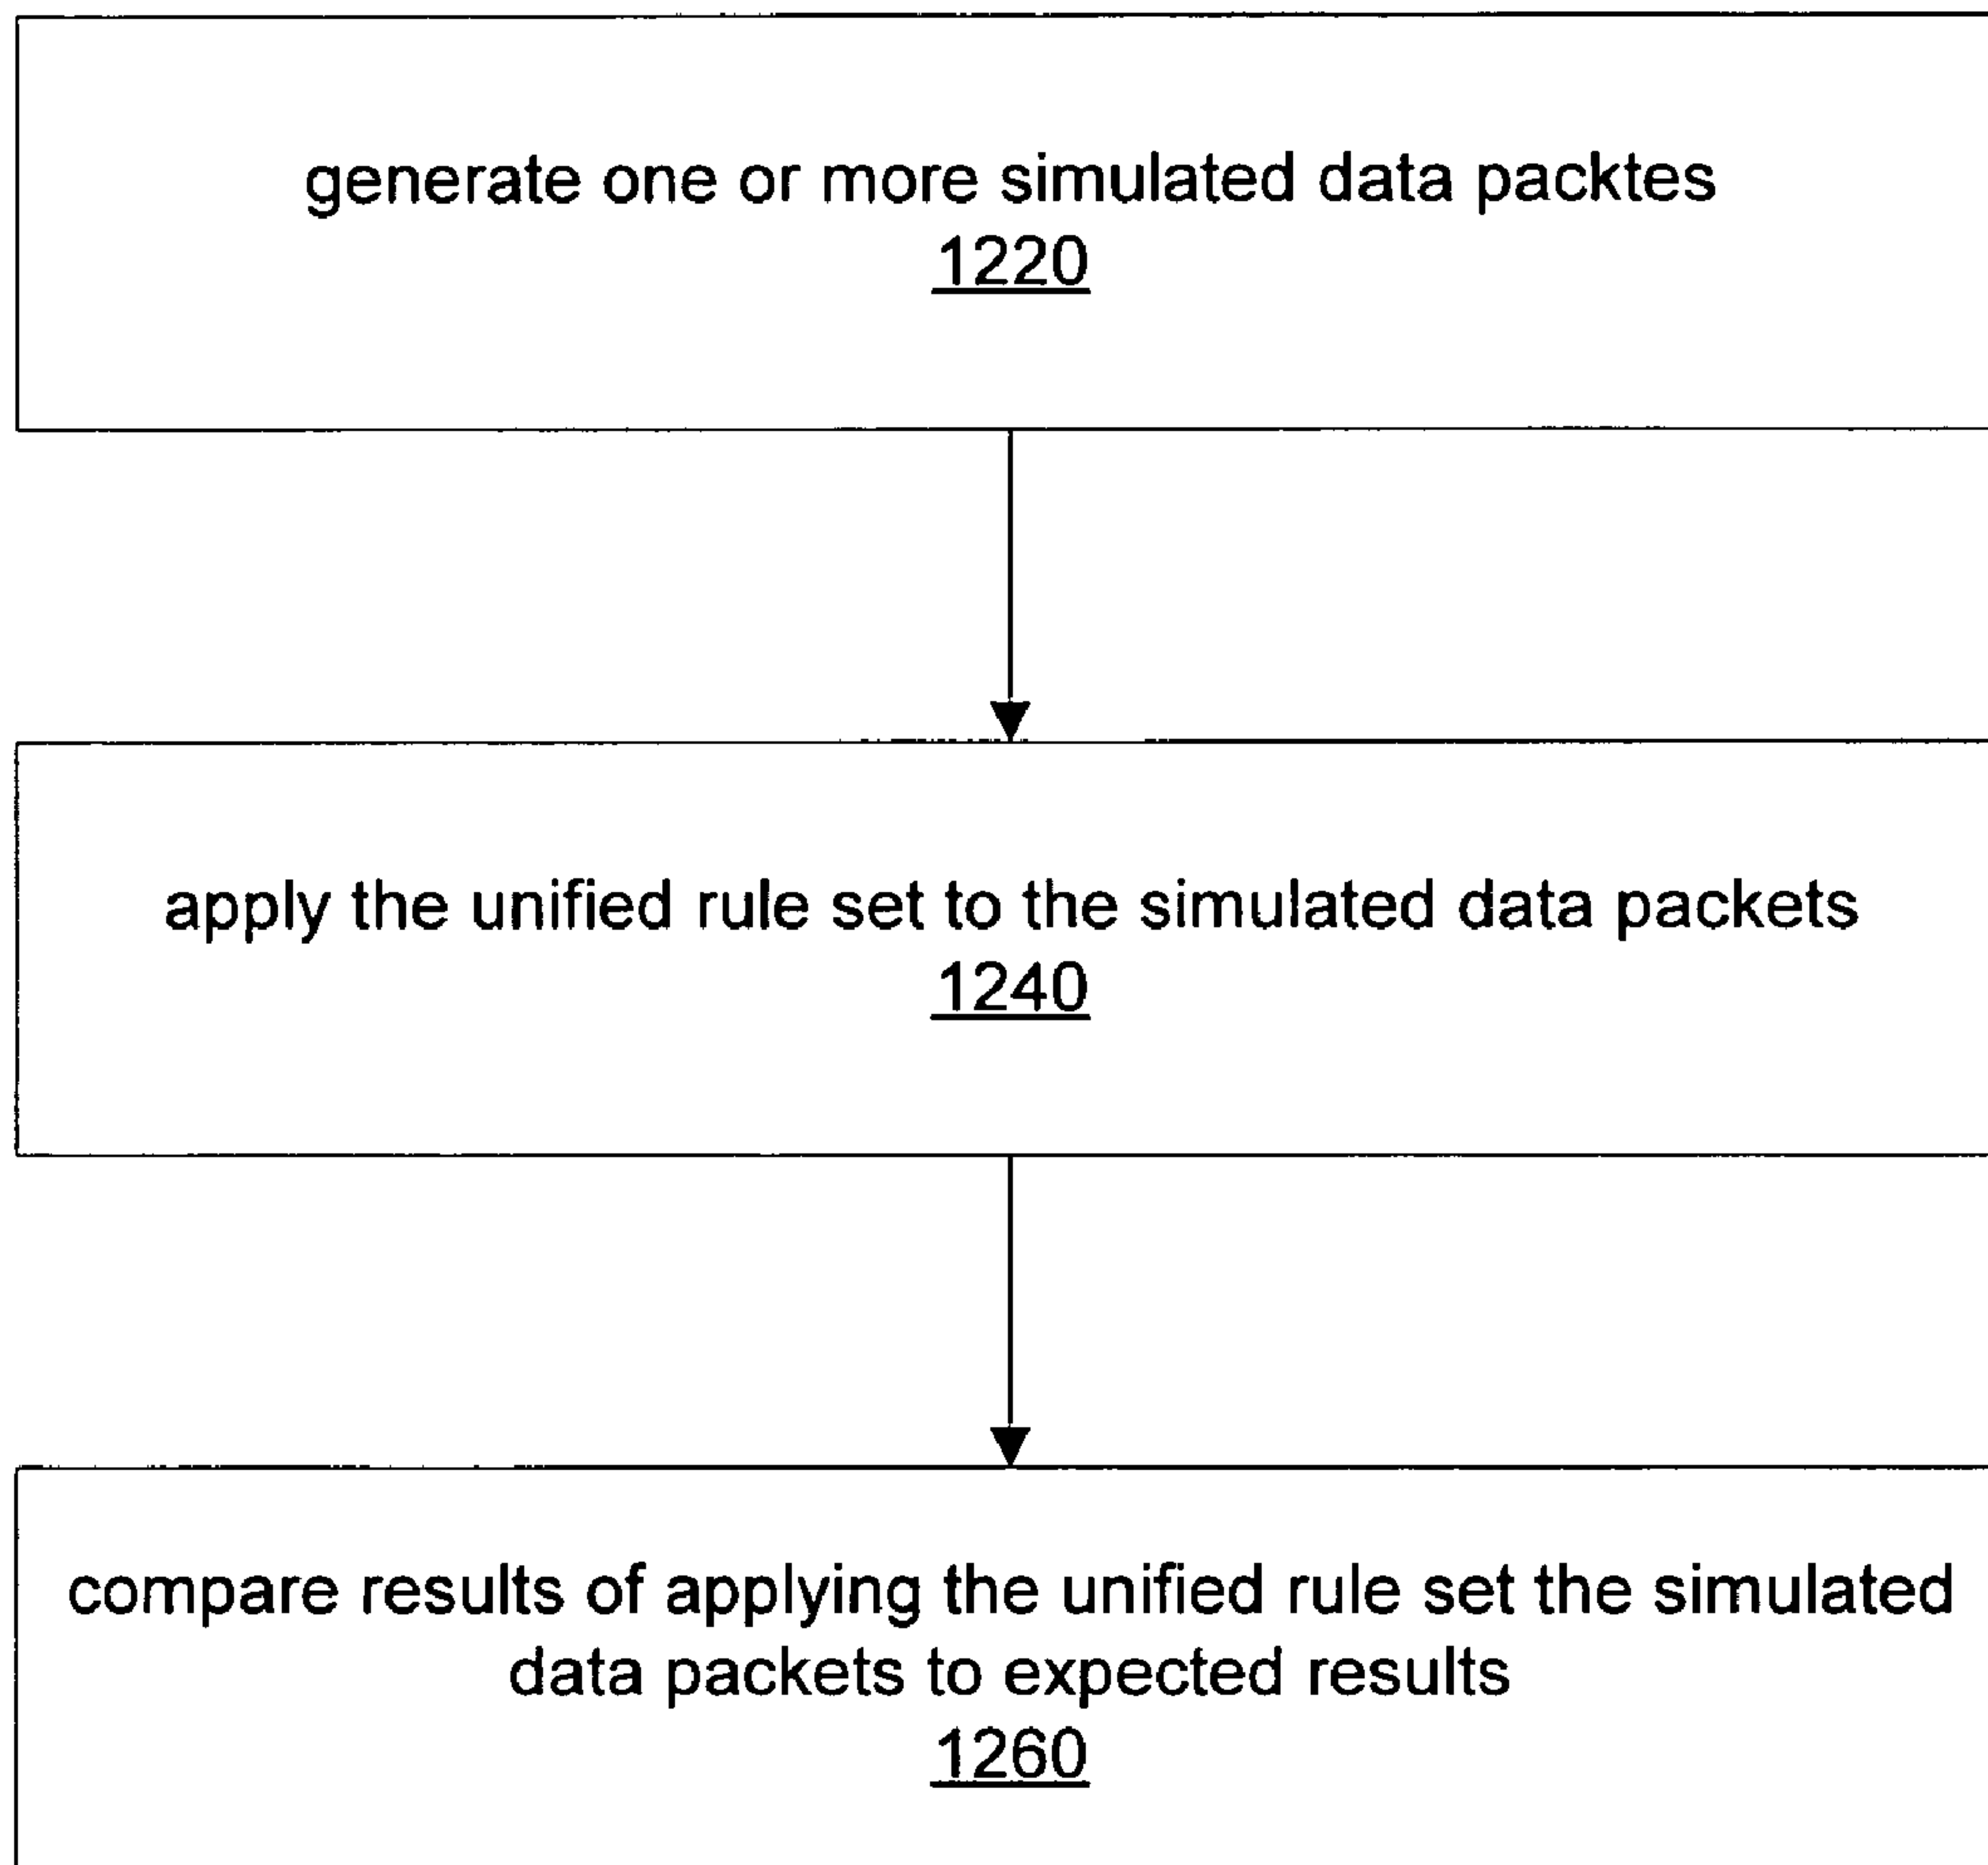 generate one or more simulated data packtes
1220
apply the unified rule set to the simulated data packets
1240
compare results of applying the unified rule set the simulated
data packets to expected results
1260